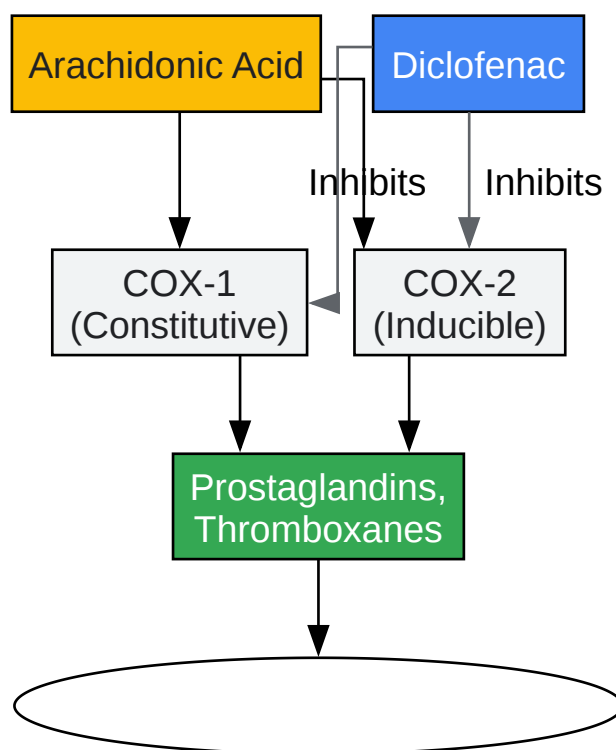 Arachidonic Acid
Diclofenac
Inhibits
Inhibits
COX-1
(Constitutive)
COX-2
(Inducible)
Prostaglandins,
Thromboxanes